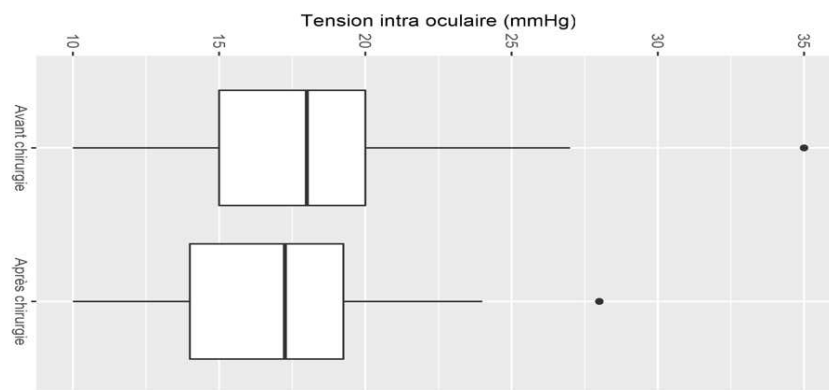 Tension intra oculaire (mmHg)
10 15 20 25 30 35
Avant chirurgie
Après chirurgie